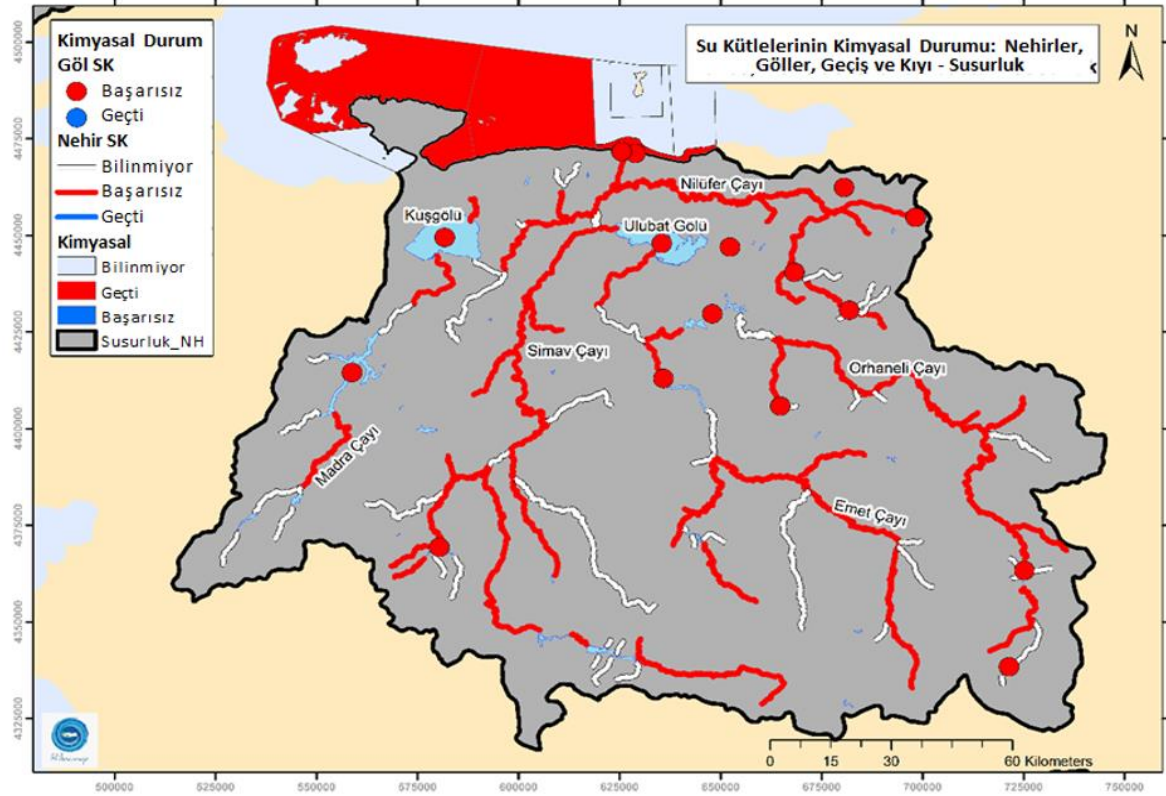 Kimyasal Durum
Göl SK
Başarısız
Geçti
Nehir SK
Bilinmiyor
Başarısız
Geçti
Kimyasal
Bilinmiyor
Geçti
Başarısız
Susurluk_NH
Su Kütlelerinin Kimyasal Durumu: Nehirler,
Göller, Geçiş ve Kıyı - Susurluk
N
Nilüfer Çayı
Kuşgölü
Ulubat Gölü
Simav Çayı
Orhaneli Çayı
Madra Çayı
Emet Çayı
0 15 30 60 Kilometers
4500000
4475000
4450000
4425000
4400000
4375000
4350000
4325000
500000 525000 550000 575000 600000 625000 650000 675000 700000 725000 750000